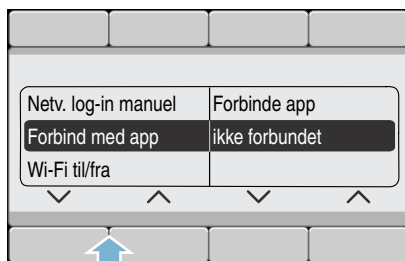 Netv. log-in manuel Forbinde app
Forbind med app ikke forbundet
Wi-Fi til/fra